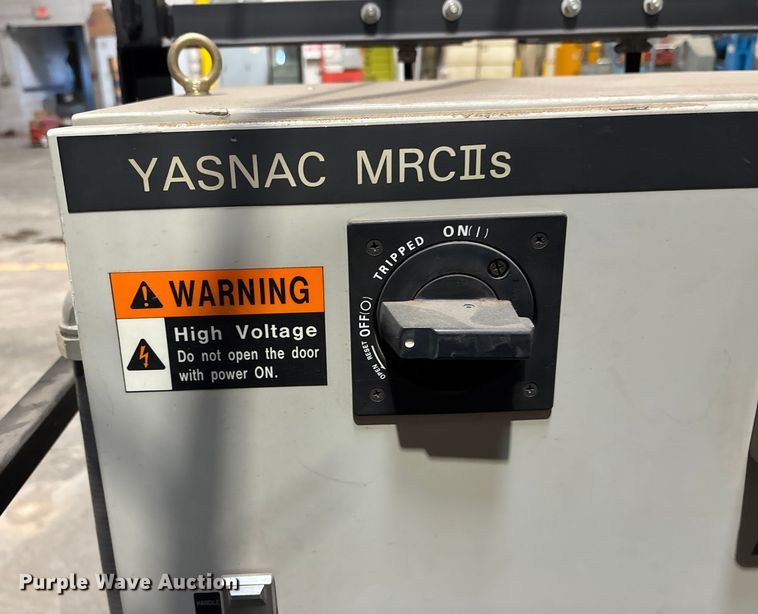 YASNAC MRCⅡs
WARNING
High Voltage
Do not open the door
with power ON.
ON(I)
TRIPPED
OFF(O)
OPEN RESET
HANDLE
Purple Wave Auction